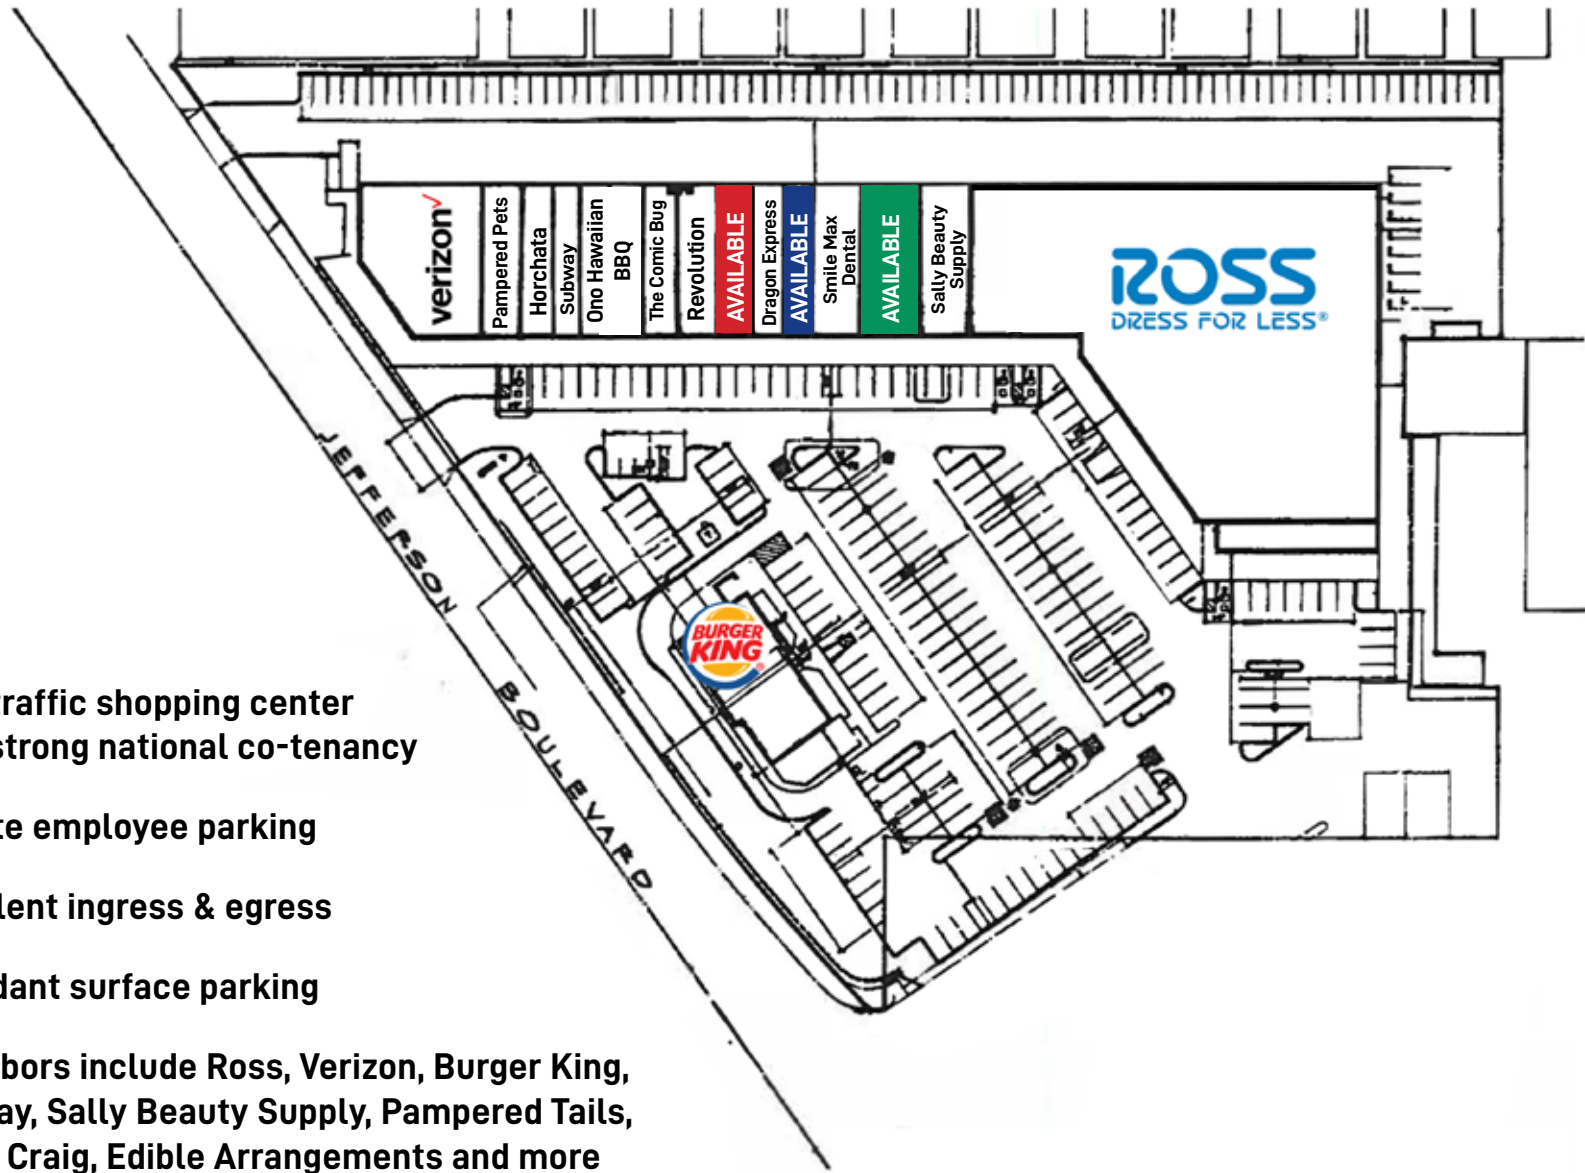 verizon
Pampered Pets
Horchata
Subway
Ono Hawaiian
BBQ
The Comic Bug
Revolution
AVAILABLE
Dragon Express
AVAILABLE
Smile Max
Dental
AVAILABLE
Sally Beauty
Supply
ROSS
DRESS FOR LESS®
JEFFERSON BOULEVARD
BURGER
KING®
traffic shopping center
strong national co-tenancy
te employee parking
lent ingress & egress
dant surface parking
bors include Ross, Verizon, Burger King,
ay, Sally Beauty Supply, Pampered Tails,
Craig, Edible Arrangements and more